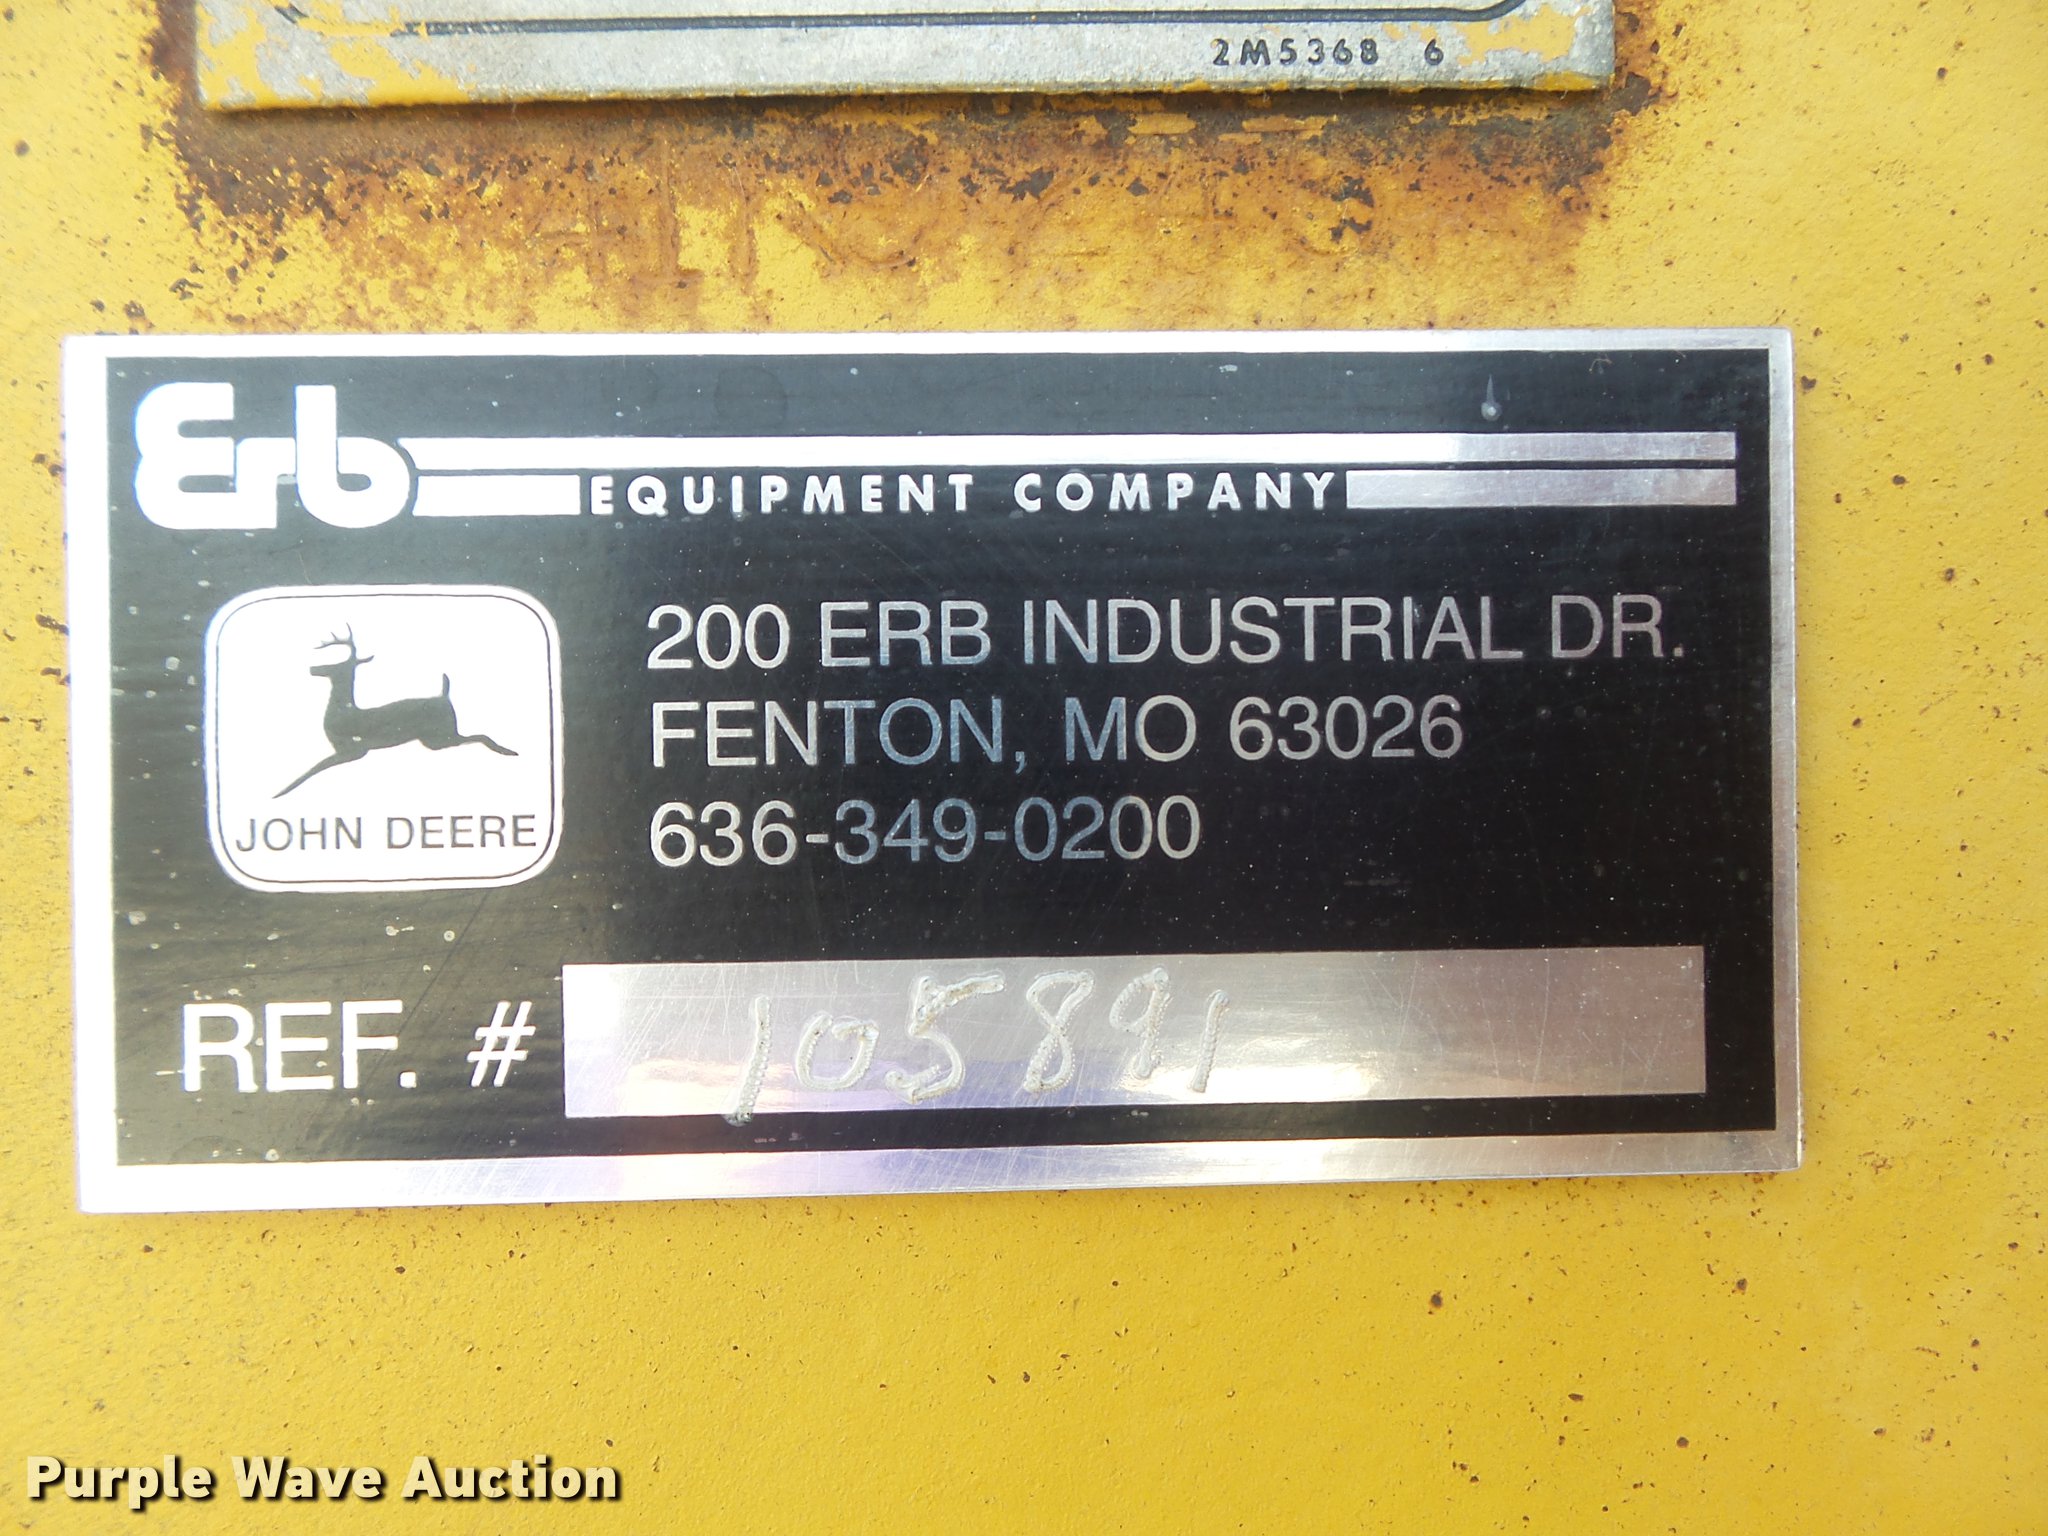 2M5368 6
Erb
EQUIPMENT COMPANY
200 ERB INDUSTRIAL DR.
FENTON, MO 63026
636-349-0200
JOHN DEERE
REF. # 105891
Purple Wave Auction